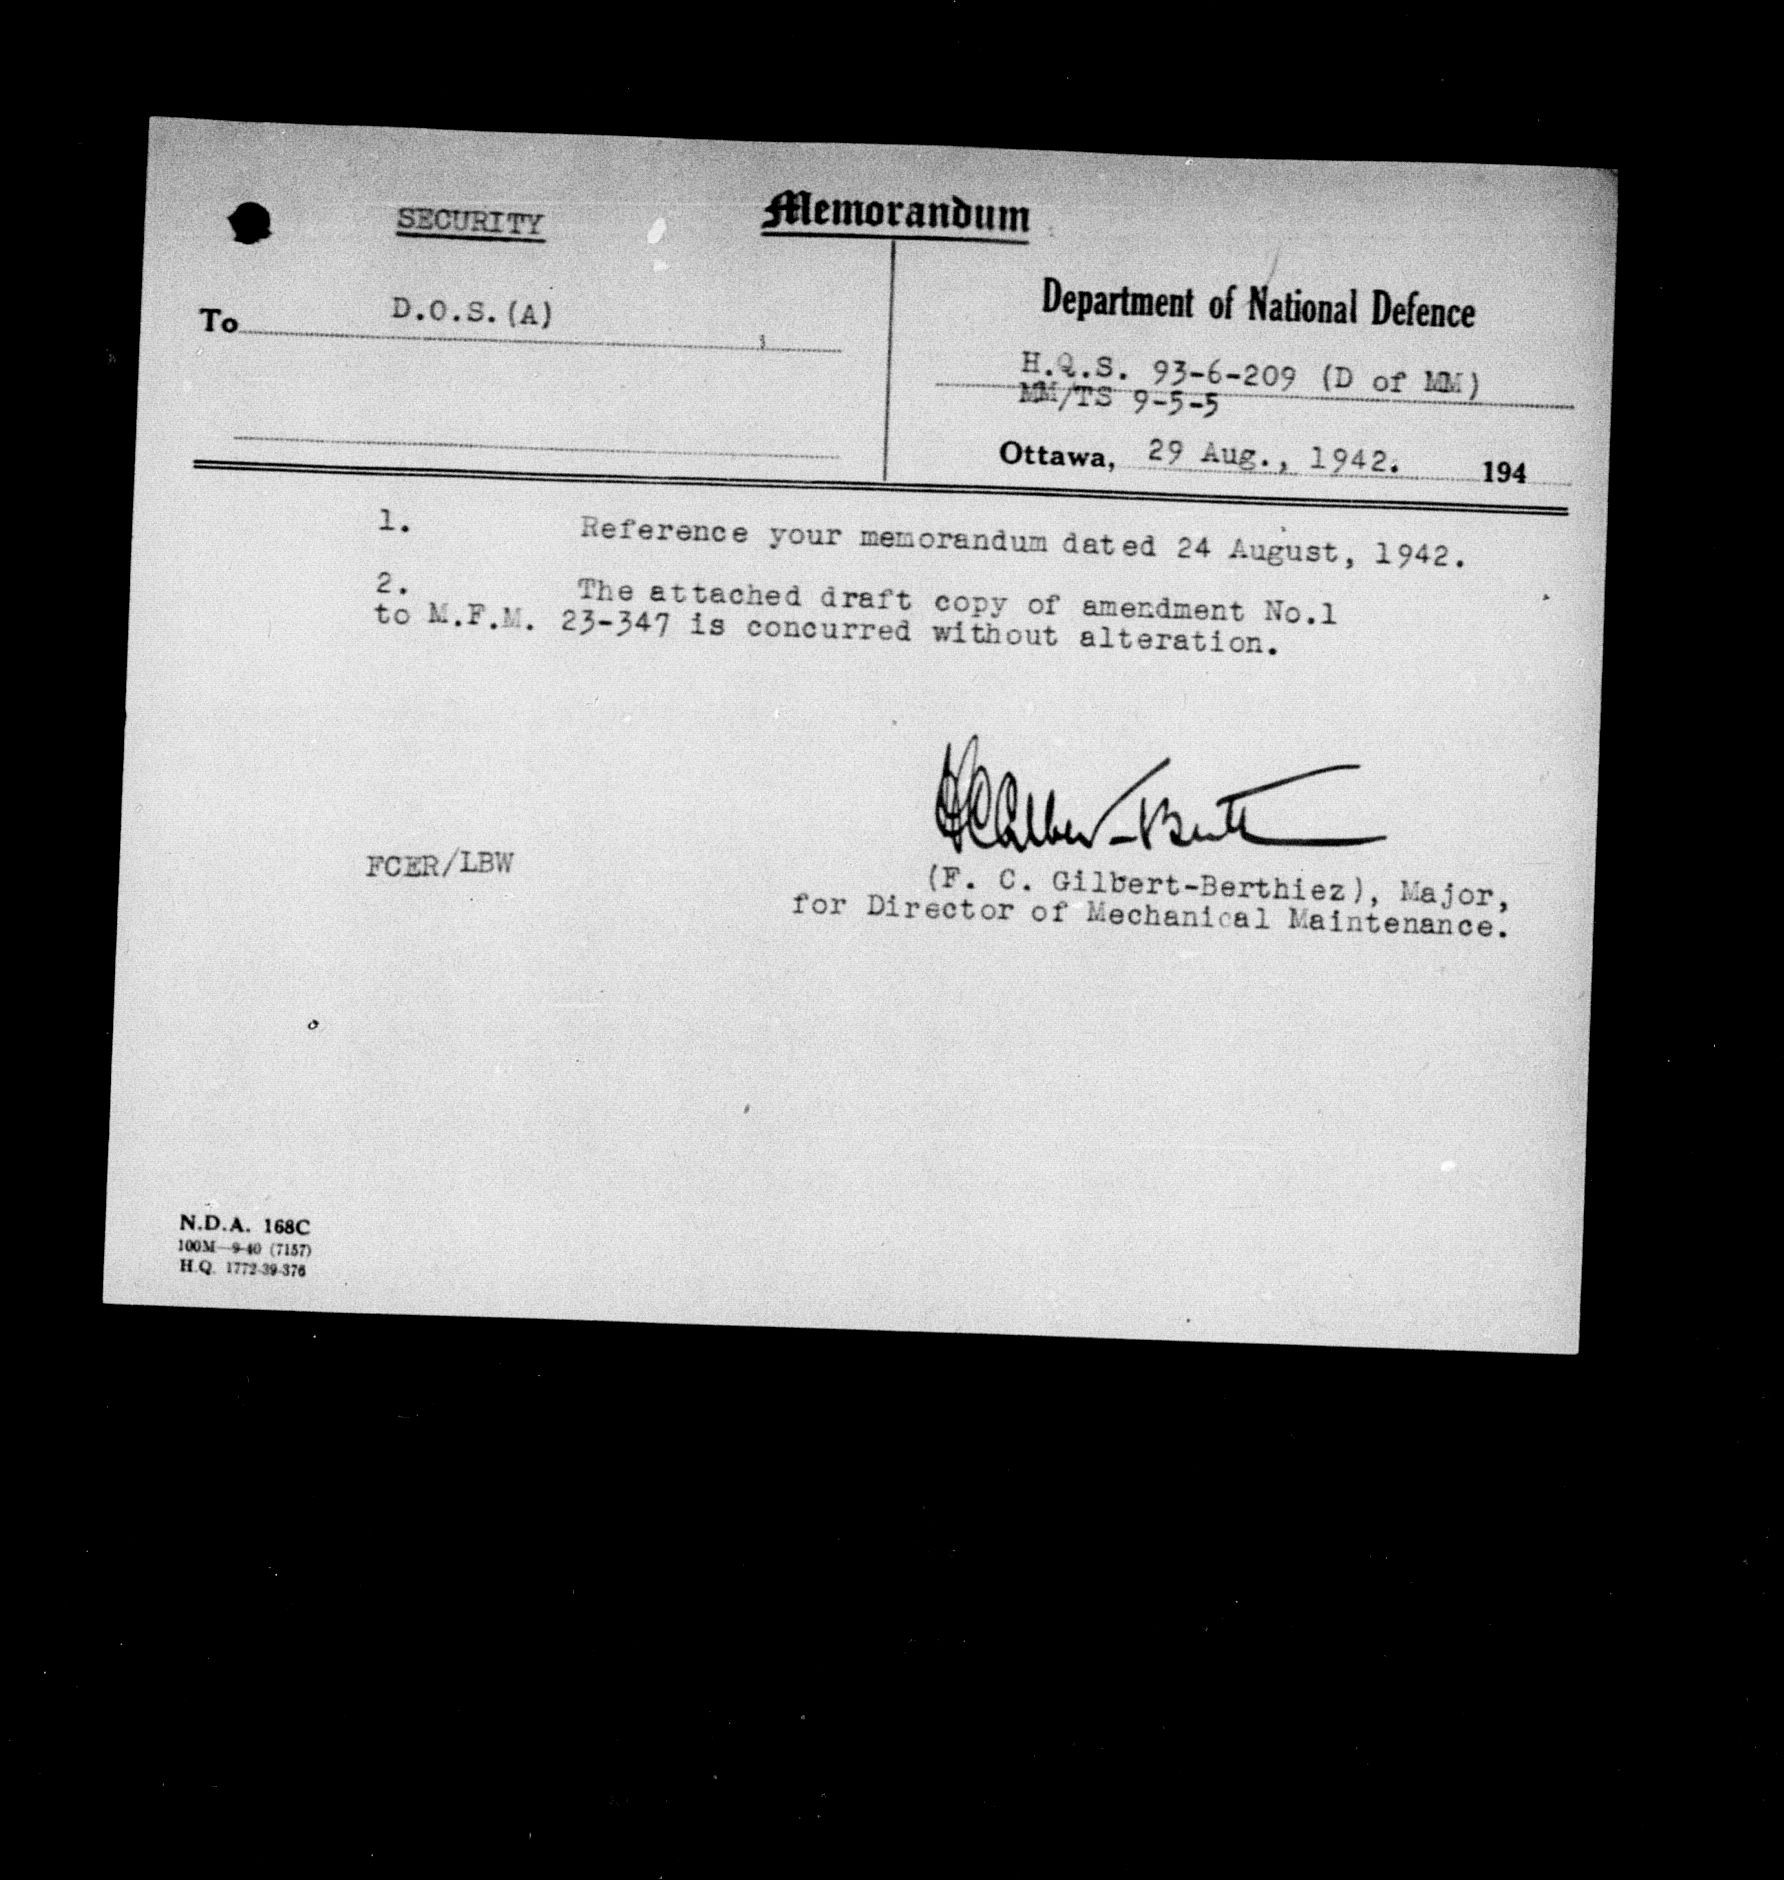 SECURITY
Memorandum
To D.O.S.(A)
Department of National Defence
H.Q.S. 93-6-209 (D of MM)
MM/TS 9-5-5
Ottawa, 29 Aug., 1942. 194
1. Reference your memorandum dated 24 August, 1942.
2. The attached draft copy of amendment No.1
to M.F.M. 23-347 is concurred without alteration.
FCER/LBW
(F. C. Gilbert-Berthiez), Major,
for Director of Mechanical Maintenance.
N.D.A. 168C
100M—9-40 (7157)
H.Q. 1772-39-376